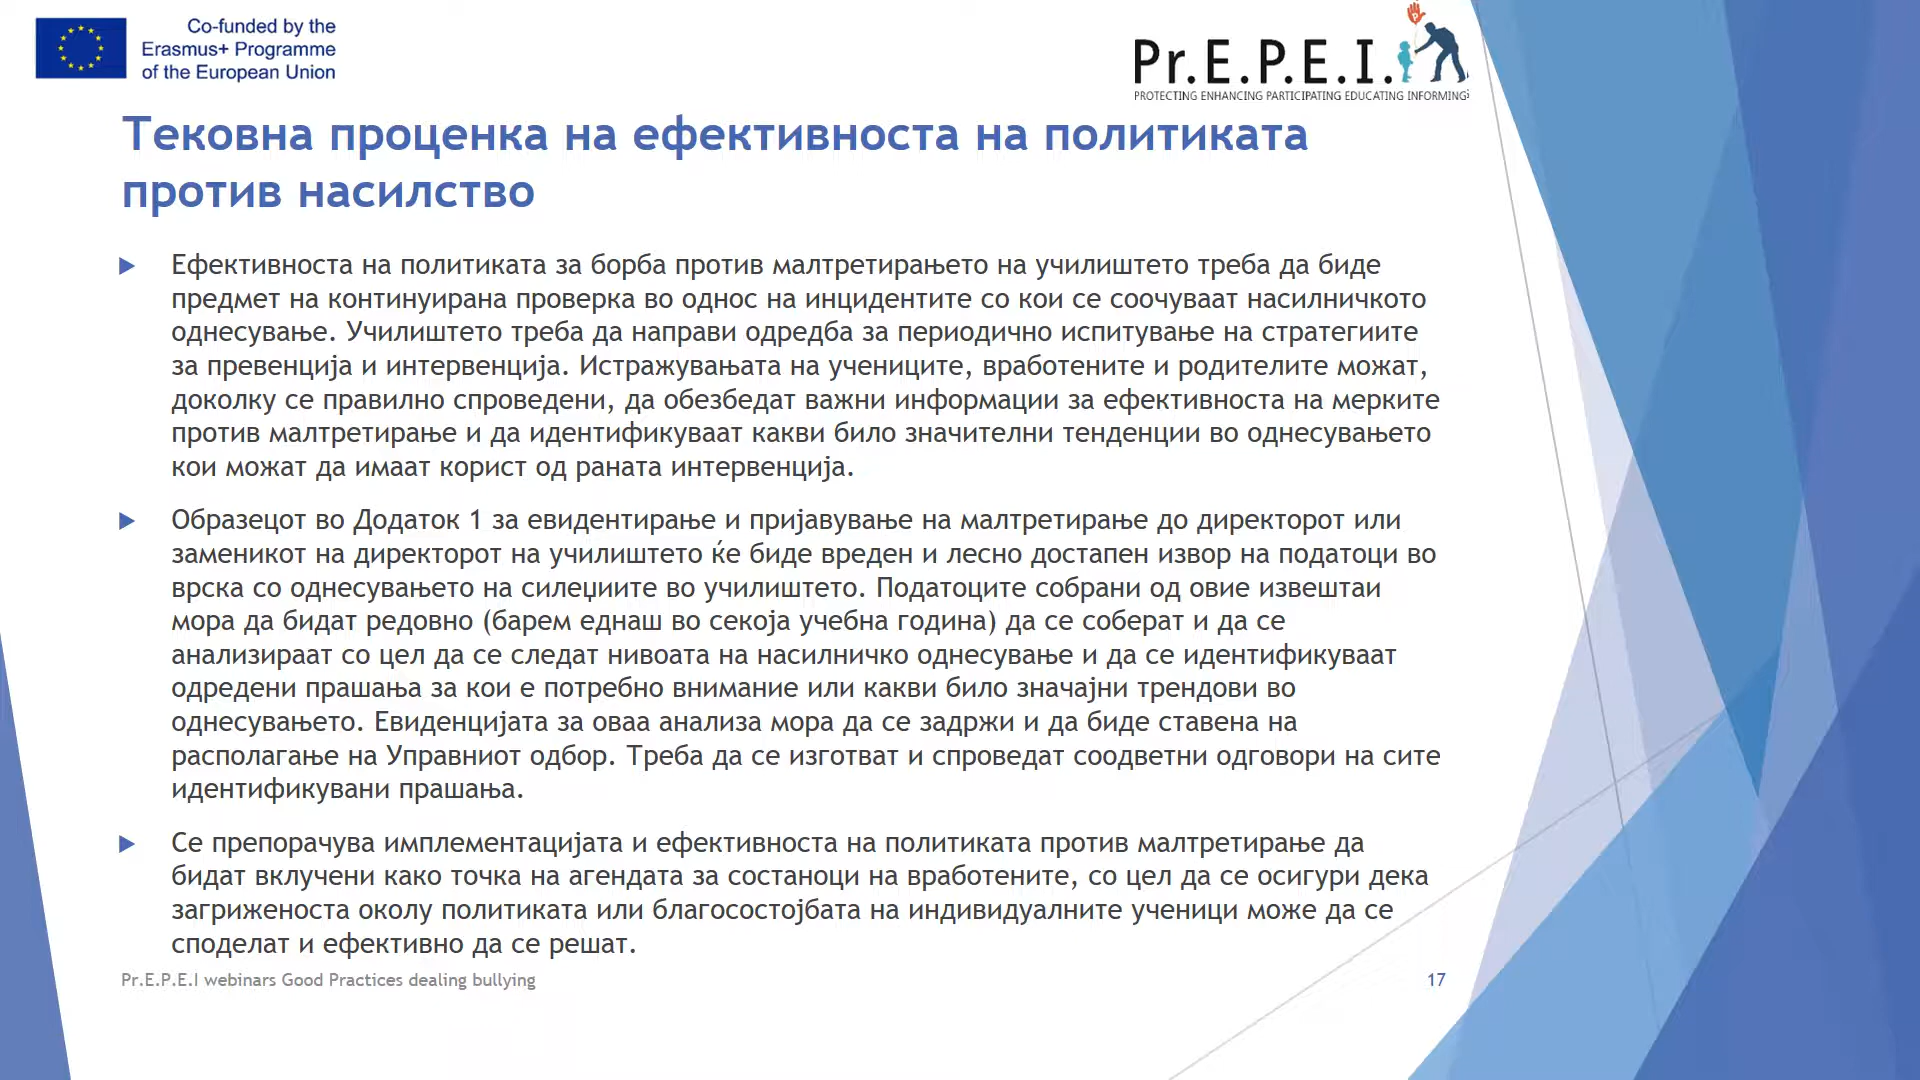 Co-funded by the
Erasmus+ Programme
of the European Union
Pr.E.P.E.I.
PROTECTING ENHANCING PARTICIPATING EDUCATING INFORMING
Тековна проценка на ефективноста на политиката
против насилство
Ефективноста на политиката за борба против малтретирањето на училиштето треба да биде
предмет на континуирана проверка во однос на инцидентите со кои се соочуваат насилничкото
однесување. Училиштето треба да направи одредба за периодично испитување на стратегиите
за превенција и интервенција. Истражувањата на учениците, вработените и родителите можат,
доколку се правилно спроведени, да обезбедат важни информации за ефективноста на мерките
против малтретирање и да идентификуваат какви било значителни тенденции во однесувањето
кои можат да имаат корист од раната интервенција.
Образецот во Додаток 1 за евидентирање и пријавување на малтретирање до директорот или
заменикот на директорот на училиштето ќе биде вреден и лесно достапен извор на податоци во
врска со однесувањето на силеџиите во училиштето. Податоците собрани од овие извештаи
мора да бидат редовно (барем еднаш во секоја учебна година) да се соберат и да се
анализираат со цел да се следат нивоата на насилничко однесување и да се идентификуваат
одредени прашања за кои е потребно внимание или какви било значајни трендови во
однесувањето. Евиденцијата за оваа анализа мора да се задржи и да биде ставена на
располагање на Управниот одбор. Треба да се изготват и спроведат соодветни одговори на сите
идентификувани прашања.
Се препорачува имплементацијата и ефективноста на политиката против малтретирање да
бидат вклучени како точка на агендата за состаноци на вработените, со цел да се осигури дека
загриженоста околу политиката или благосостојбата на индивидуалните ученици може да се
споделат и ефективно да се решат.
Pr.E.P.E.I webinars Good Practices dealing bullying
17